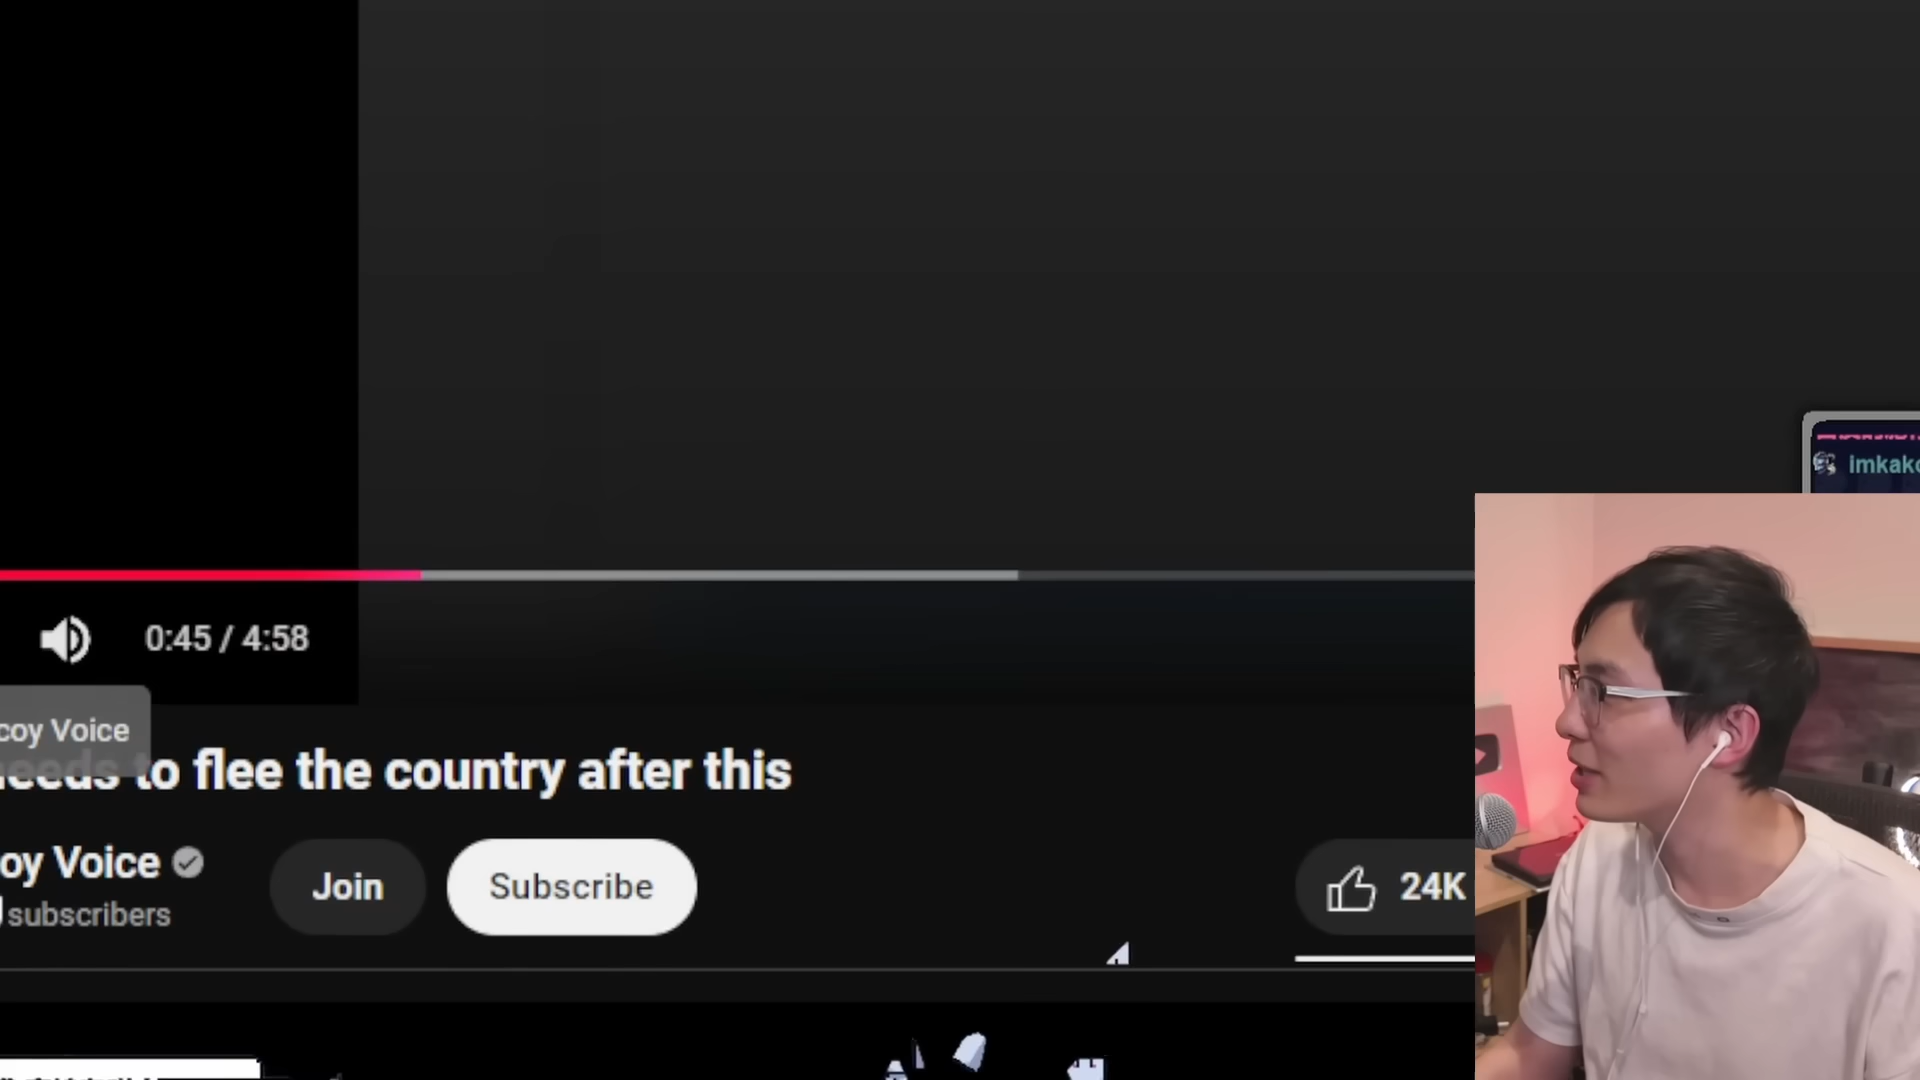 imkak
0:45 / 4:58
coy Voice
needs to flee the country after this
oy Voice
Join
Subscribe
24K
subscribers